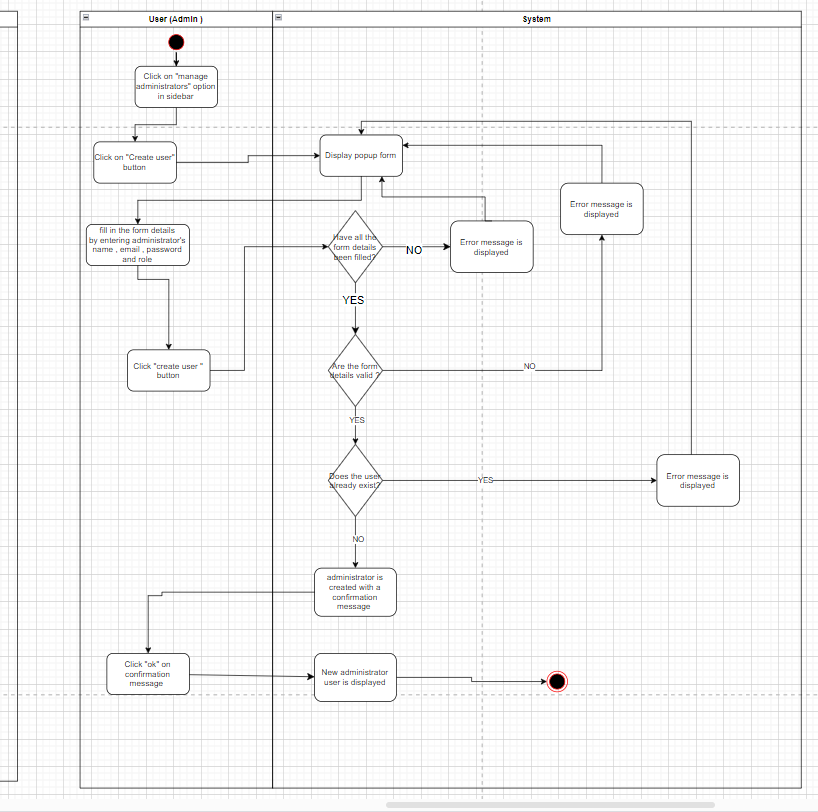 User (Admin )
System
Click on "manage
administrators" option
in sidebar
Click on "Create user"
button
Display popup form
Error message is
displayed
fill in the form details
by entering administrator's
name , email , password
and role
Have all the
form details
been filled?
NO
Error message is
displayed
YES
Click "create user "
button
Are the form
details valid ?
NO
YES
Does the user
already exist?
YES
Error message is
displayed
NO
administrator is
created with a
confirmation
message
Click "ok" on
confirmation
message
New administrator
user is displayed